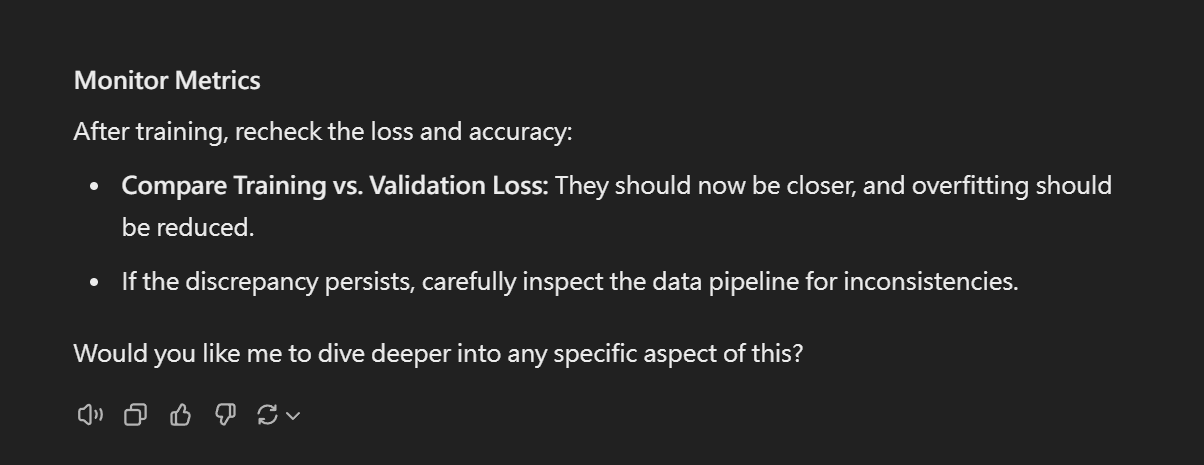 Monitor Metrics
After training, recheck the loss and accuracy:
• Compare Training vs. Validation Loss: They should now be closer, and overfitting should
be reduced.
• If the discrepancy persists, carefully inspect the data pipeline for inconsistencies.
Would you like me to dive deeper into any specific aspect of this?